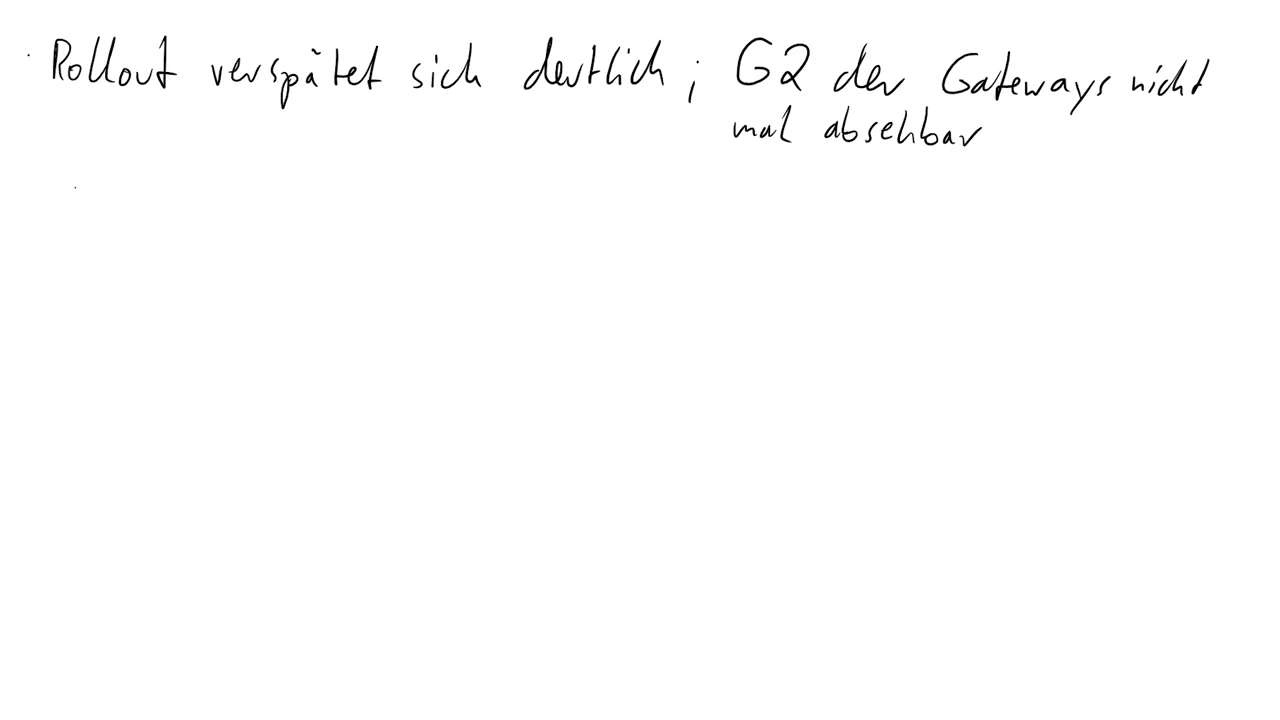 Rollout verspätet sich deutlich; G2 der Gateways nicht
mal absehbar